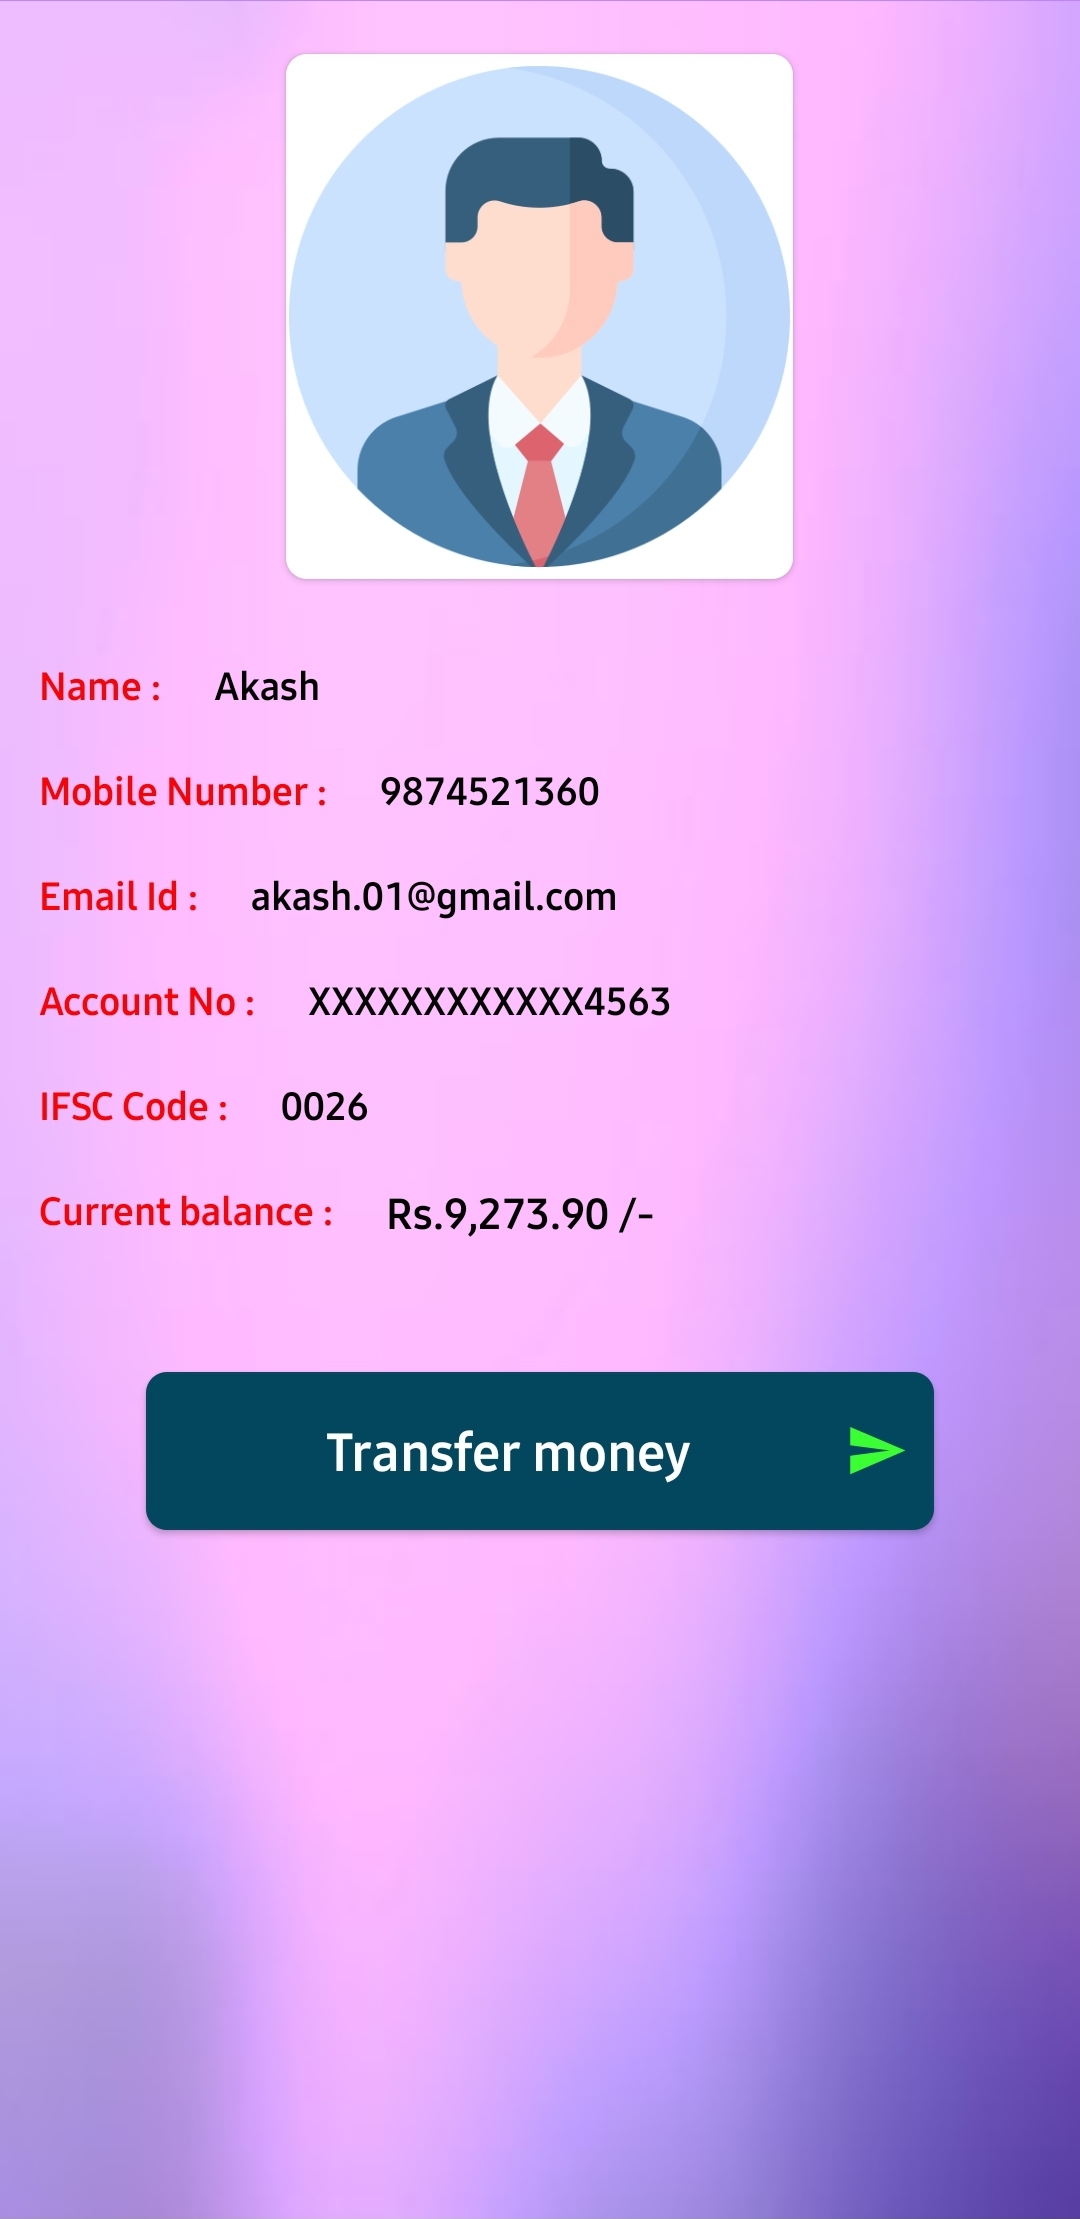 Name : Akash
Mobile Number : 9874521360
Email Id : akash.01@gmail.com
Account No : XXXXXXXXXXXX4563
IFSC Code : 0026
Current balance : Rs.9,273.90 /-
Transfer money